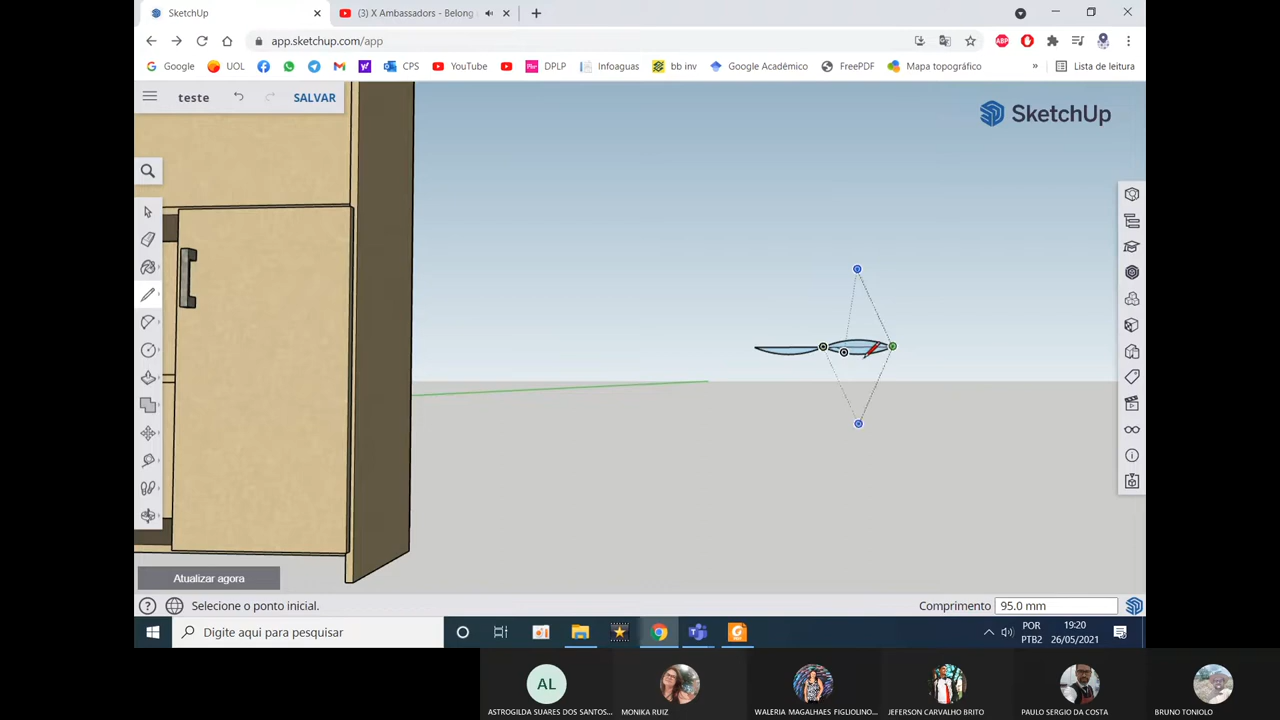 SketchUp
(3) X Ambassadors - Belong
app.sketchup.com/app
ABP
Google
UOL
CPS
YouTube
DPLP
Infoaguas
bb inv
Google Acadêmico
FreePDF
Mapa topográfico
»
Lista de leitura
teste
SALVAR
SketchUp
Atualizar agora
Selecione o ponto inicial.
Comprimento
95.0 mm
Digite aqui para pesquisar
POR
PTB2
19:20
26/05/2021
AL
ASTROGILDA SUARES DOS SANTOS...
MONIKA RUIZ
WALERIA MAGALHAES FIGLIOLINO...
JEFERSON CARVALHO BRITO
PAULO SERGIO DA COSTA
BRUNO TONIOLO